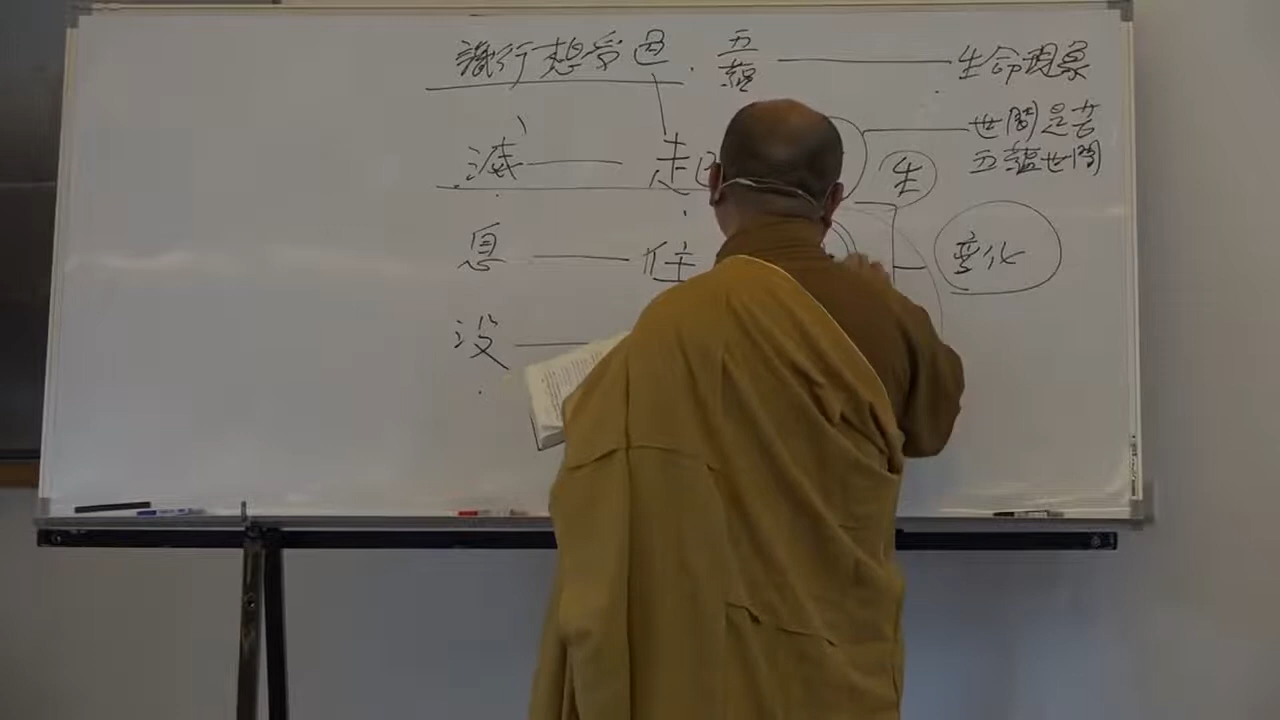 識行想受色.五蘊——生命現象
世間是苦
五蘊世間
滅——起
生
息——住
變化
没——